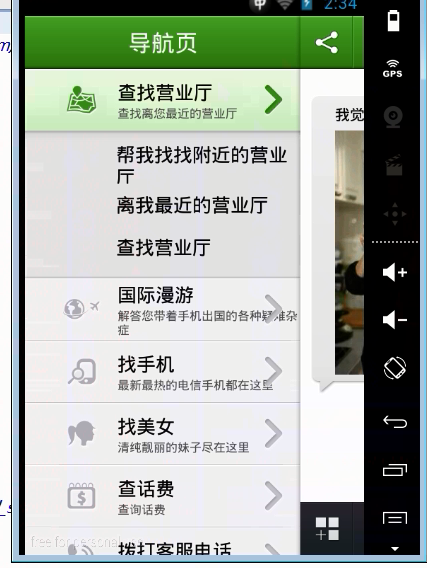 2:34
导航页
查找营业厅
查找离您最近的营业厅
帮我找找附近的营业
厅
离我最近的营业厅
查找营业厅
国际漫游
解答您带着手机出国的各种疑难杂
症
找手机
最新最热的电信手机都在这里
找美女
清纯靓丽的妹子尽在这里
查话费
查询话费
拨打客服电话
free for personal
我觉
GPS